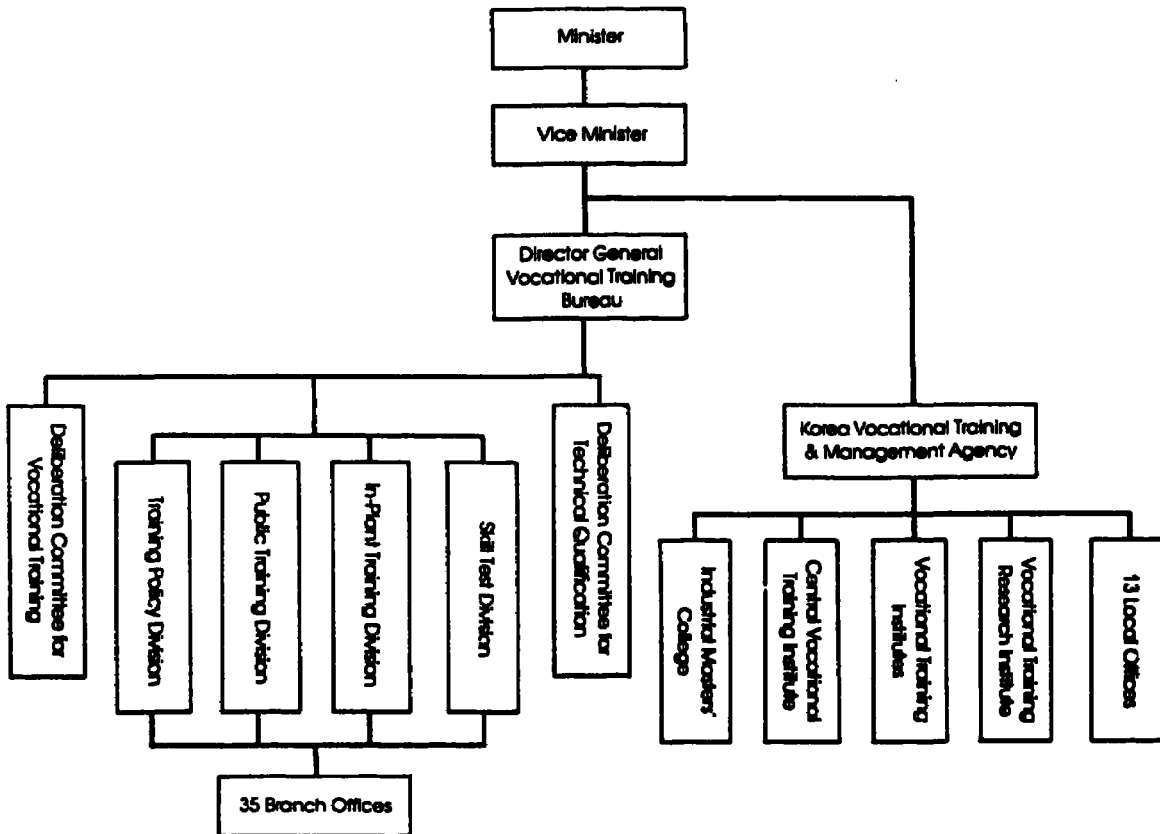 Minister
Vice Minister
Director General
Vocational Training
Bureau
Deliberation Committee for
Vocational Training
Training Policy Division
Public Training Division
In-Plant Training Division
Skill Test Division
Deliberation Committee for
Technical Qualification
35 Branch Offices
Korea Vocational Training
& Management Agency
Industrial Masters'
College
Central Vocational
Training Institute
Vocational Training
Institutes
Vocational Training
Research Institute
13 Local Offices